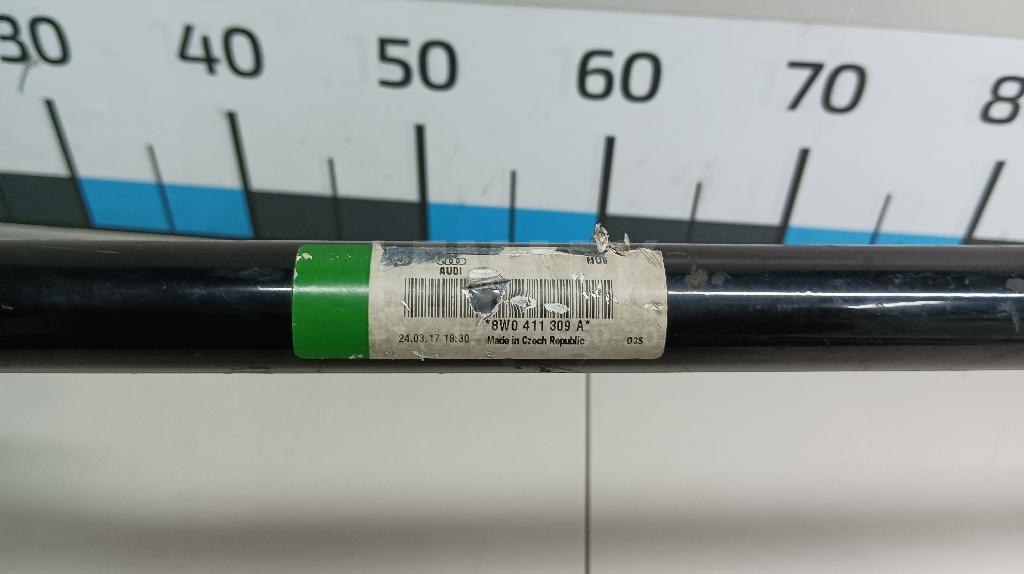 30 40 50 60 70 8
AUDI MUB
*8W0 411 309 A*
24.03.17 18:30 Made in Czech Republic 035